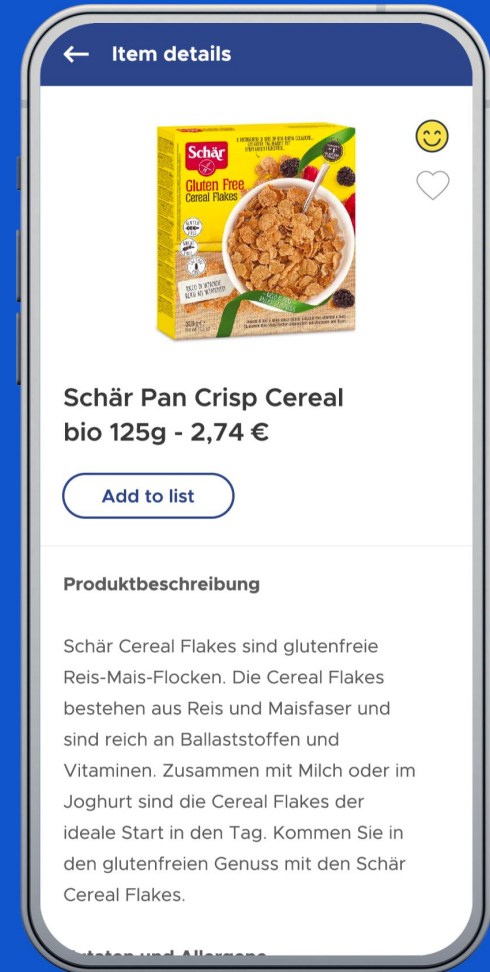 Item details
Schär
Gluten Free
Cereal Flakes
Schär Pan Crisp Cereal
bio 125g - 2,74 €
Add to list
Produktbeschreibung
Schär Cereal Flakes sind glutenfreie
Reis-Mais-Flocken. Die Cereal Flakes
bestehen aus Reis und Maisfaser und
sind reich an Ballaststoffen und
Vitaminen. Zusammen mit Milch oder im
Joghurt sind die Cereal Flakes der
ideale Start in den Tag. Kommen Sie in
den glutenfreien Genuss mit den Schär
Cereal Flakes.
und Allergene